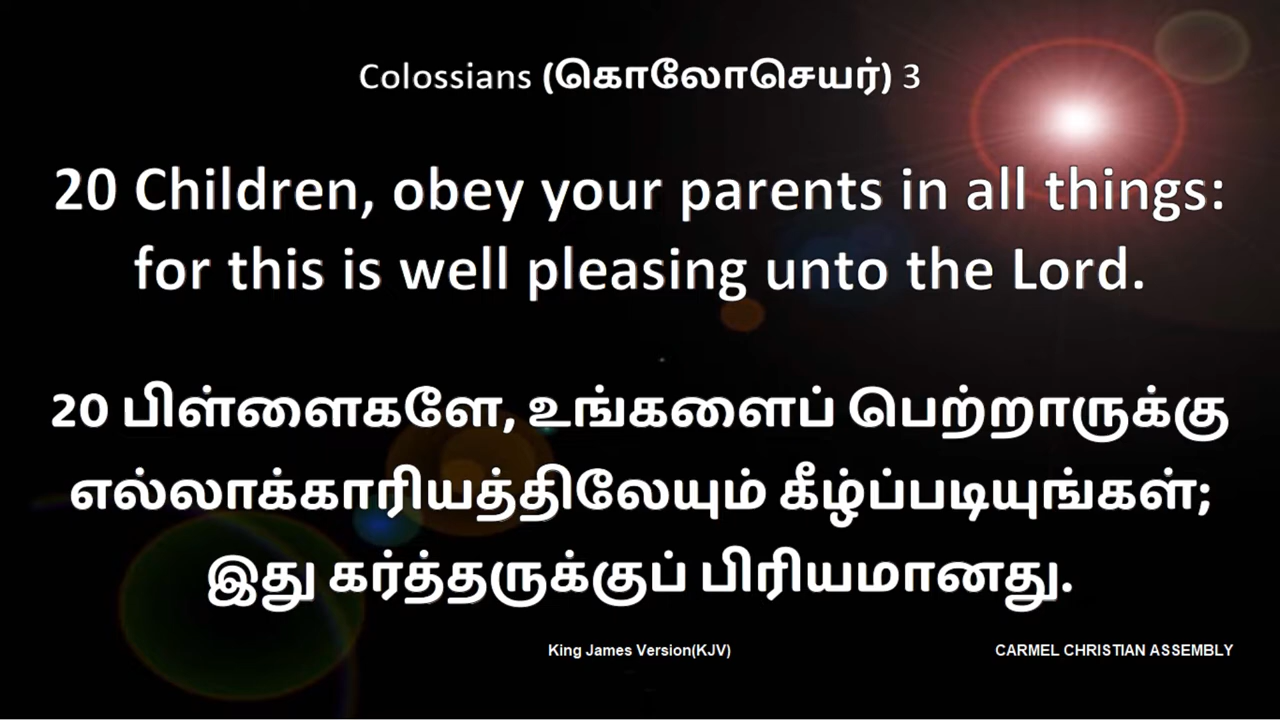 Colossians (கொலோசெயர்) 3
20 Children, obey your parents in all things:
for this is well pleasing unto the Lord.
20 பிள்ளைகளே, உங்களைப் பெற்றாருக்கு
எல்லாக்காரியத்திலேயும் கீழ்ப்படியுங்கள்;
இது கர்த்தருக்குப் பிரியமானது.
King James Version(KJV)
CARMEL CHRISTIAN ASSEMBLY